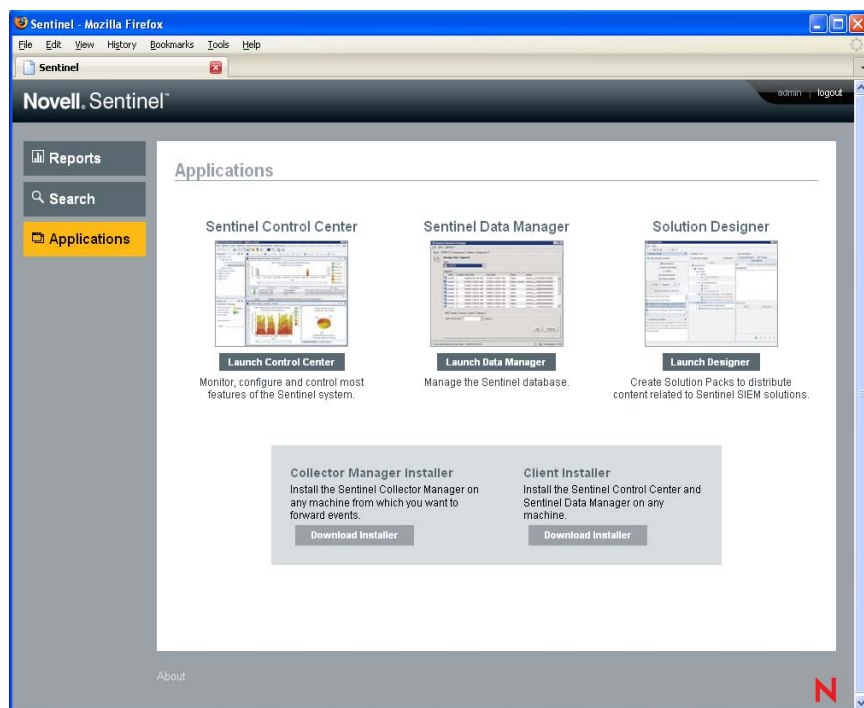 Sentinel - Mozilla Firefox
File Edit View History Bookmarks Tools Help
Sentinel
Novell. Sentinel™
admin logout
Reports
Search
Applications
Applications
Sentinel Control Center
Sentinel Data Manager
Solution Designer
Launch Control Center
Launch Data Manager
Launch Designer
Monitor, configure and control most
features of the Sentinel system.
Manage the Sentinel database.
Create Solution Packs to distribute
content related to Sentinel SIEM solutions.
Collector Manager Installer
Install the Sentinel Collector Manager on
any machine from which you want to
forward events.
Download Installer
Client Installer
Install the Sentinel Control Center and
Sentinel Data Manager on any
machine.
Download Installer
About
N